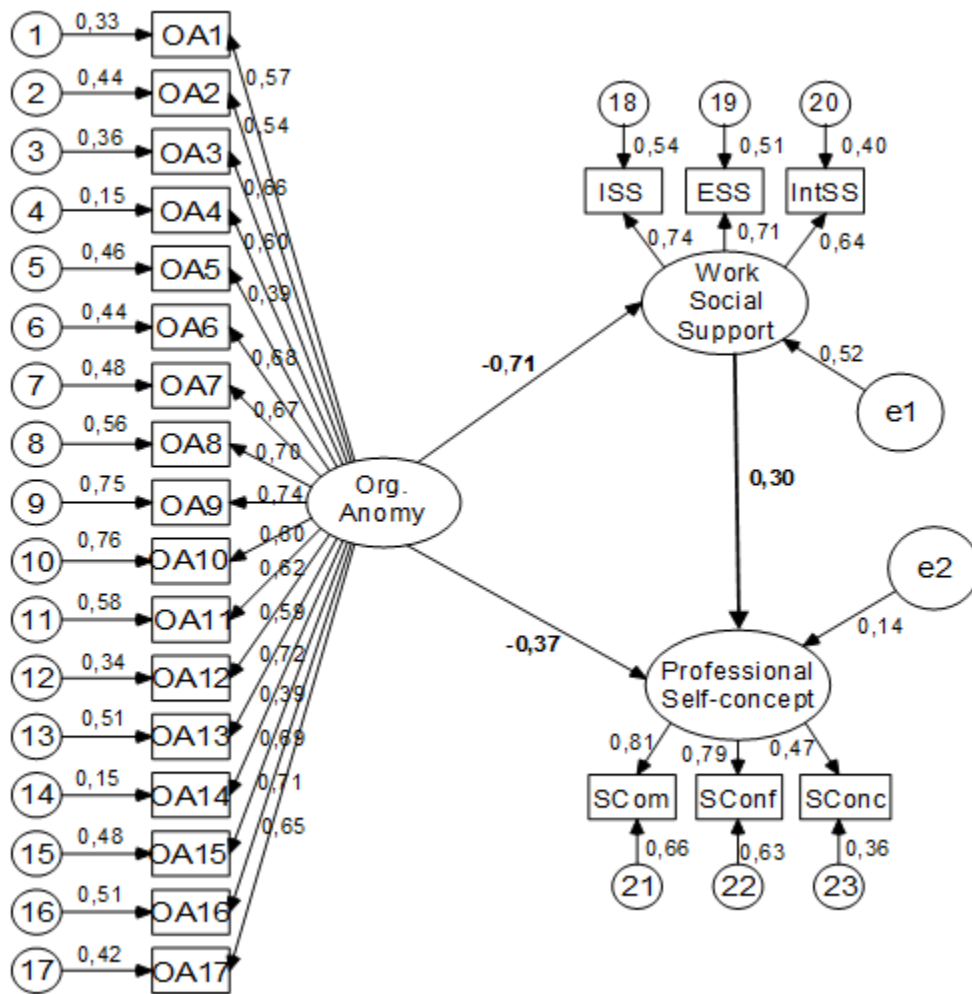 1 0,33 OA1
2 0,44 OA2
3 0,36 OA3
4 0,15 OA4
5 0,46 OA5
6 0,44 OA6
7 0,48 OA7
8 0,56 OA8
9 0,75 OA9
10 0,76 OA10
11 0,58 OA11
12 0,34 OA12
13 0,51 OA13
14 0,15 OA14
15 0,48 OA15
16 0,51 OA16
17 0,42 OA17
0,57
0,54
0,66
0,60
0,39
0,68
0,67
0,70
0,74
0,80
0,62
0,59
0,72
0,39
0,69
0,71
0,65
Org.
Anomy
-0,71
-0,37
18 19 20
0,54 0,51 0,40
ISS ESS IntSS
0,74 0,71 0,64
Work
Social
Support
0,52
e1
0,30
e2
0,14
Professional
Self-concept
0,81 0,79 0,47
SCom SConf SConc
0,66 0,63 0,36
21 22 23